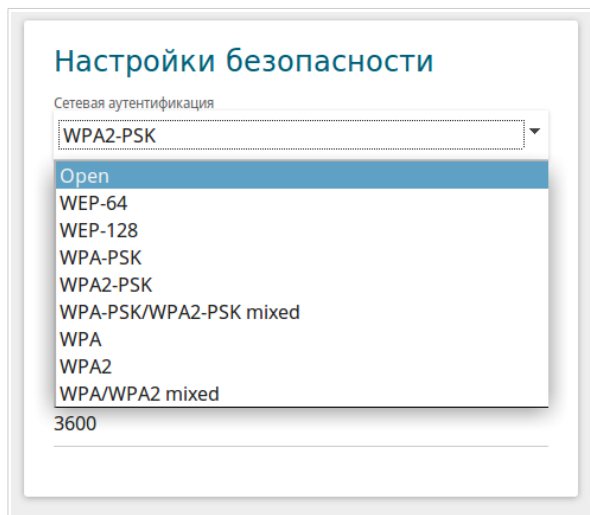 Настройки безопасности
Сетевая аутентификация
WPA2-PSK
Open
WEP-64
WEP-128
WPA-PSK
WPA2-PSK
WPA-PSK/WPA2-PSK mixed
WPA
WPA2
WPA/WPA2 mixed
3600